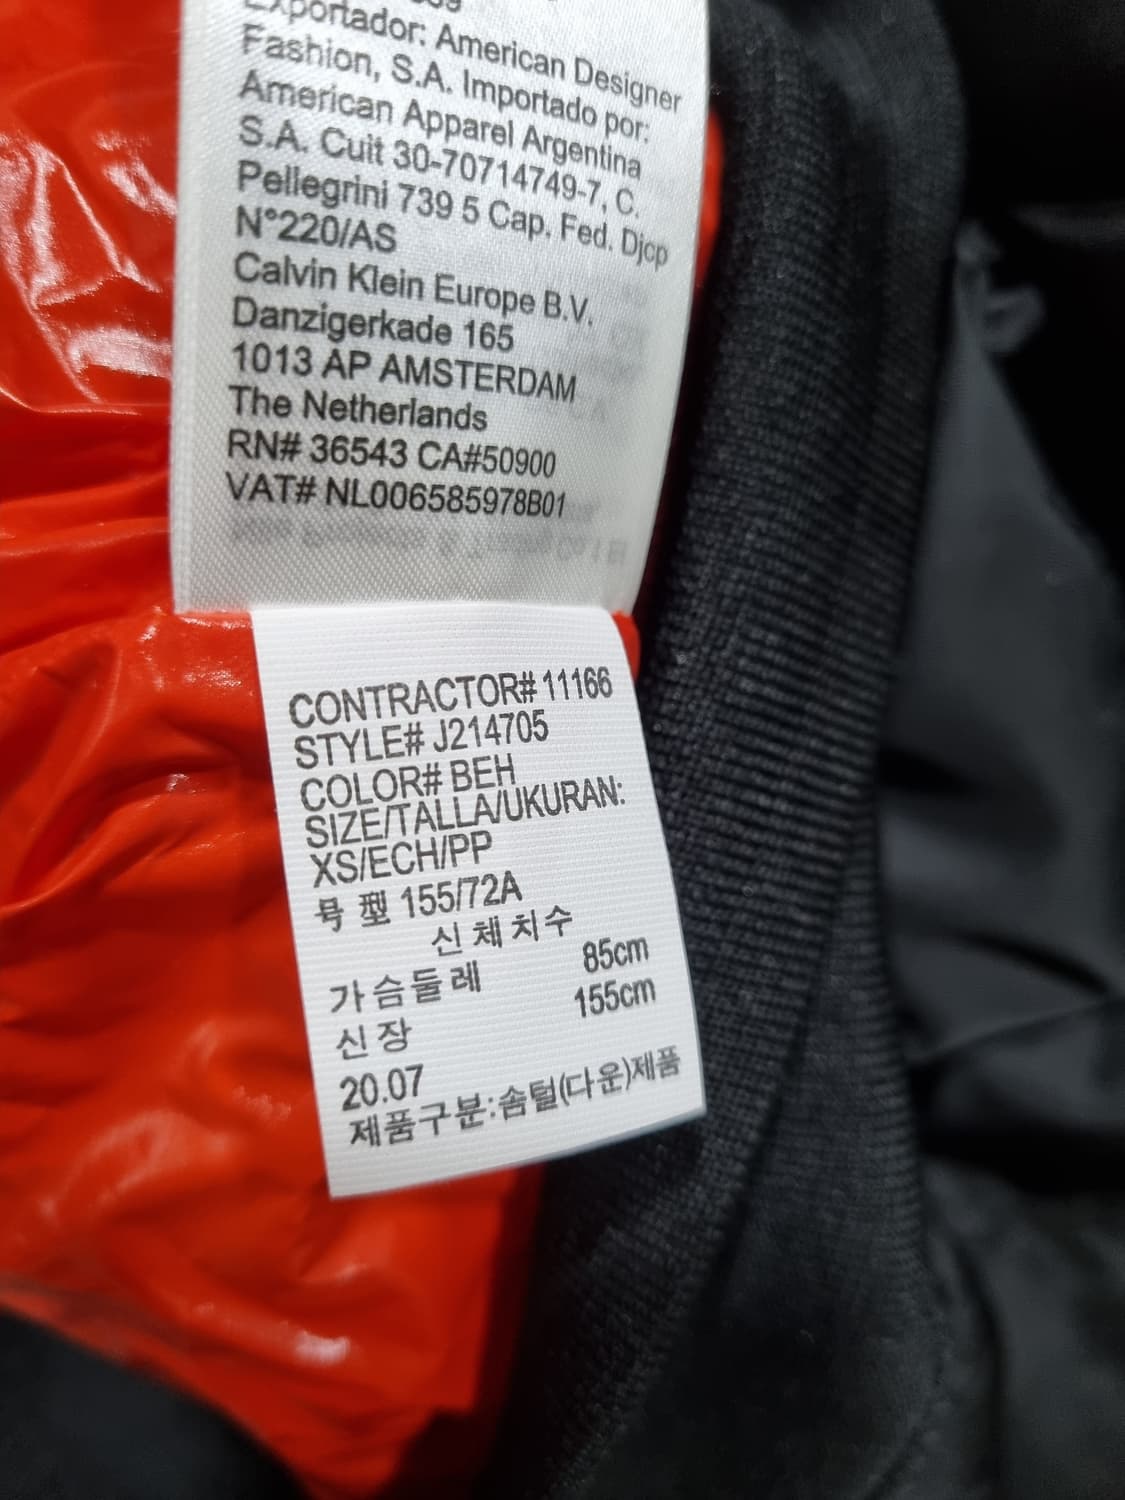 Exportador: American Designer
Fashion, S.A. Importado por:
American Apparel Argentina
S.A. Cuit 30-70714749-7, C.
Pellegrini 739 5 Cap. Fed. Djcp
N°220/AS
Calvin Klein Europe B.V.
Danzigerkade 165
1013 AP AMSTERDAM
The Netherlands
RN# 36543 CA#50900
VAT# NL006585978B01
CONTRACTOR# 11166
STYLE# J214705
COLOR# BEH
SIZE/TALLA/UKURAN:
XS/ECH/PP
号 型 155/72A
신체치수
가슴둘레 85cm
신장 155cm
20.07
제품구분:솜털(다운)제품